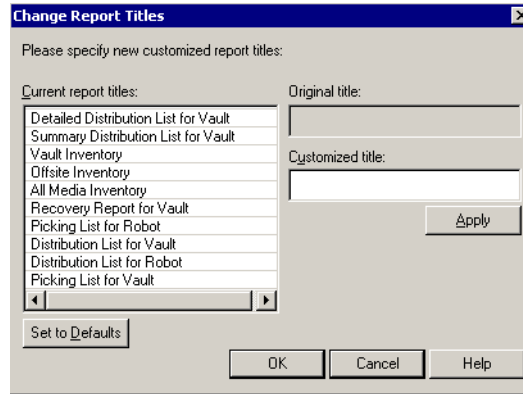 Change Report Titles
Please specify new customized report titles:
Current report titles:
Detailed Distribution List for Vault
Summary Distribution List for Vault
Vault Inventory
Offsite Inventory
All Media Inventory
Recovery Report for Vault
Picking List for Robot
Distribution List for Vault
Distribution List for Robot
Picking List for Vault
Original title:
Customized title:
Apply
Set to Defaults
OK
Cancel
Help